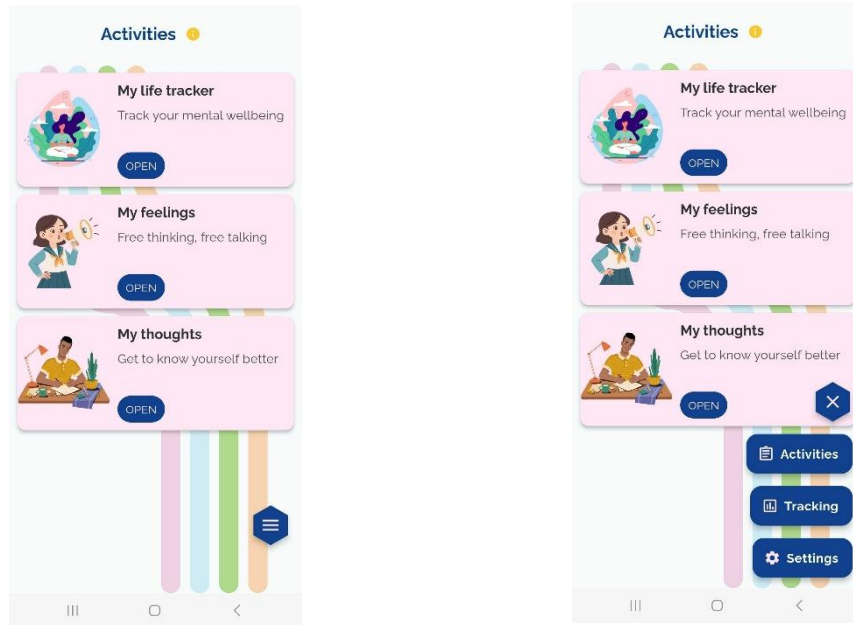 Activities
My life tracker
Track your mental wellbeing
OPEN
My feelings
Free thinking, free talking
OPEN
My thoughts
Get to know yourself better
OPEN
Activities
My life tracker
Track your mental wellbeing
OPEN
My feelings
Free thinking, free talking
OPEN
My thoughts
Get to know yourself better
OPEN
Activities
Tracking
Settings